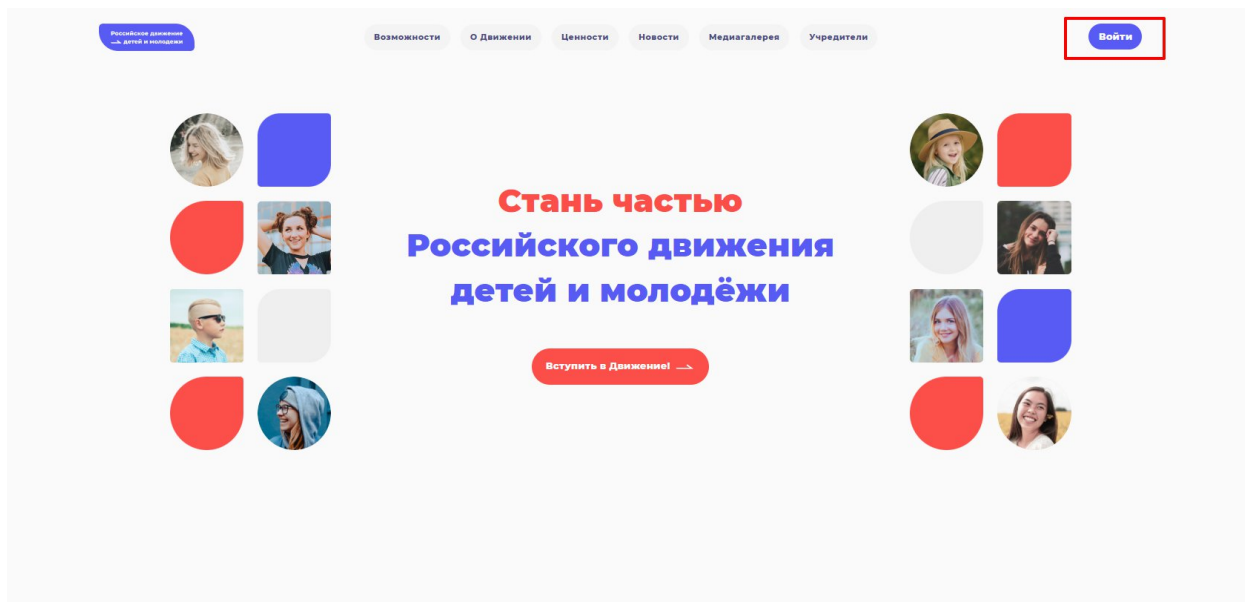 Российское движение
детей и молодежи
Возможности
О Движении
Ценности
Новости
Медиагалерея
Учредители
Войти
Стань частью
Российского движения
детей и молодёжи
Вступить в Движение!